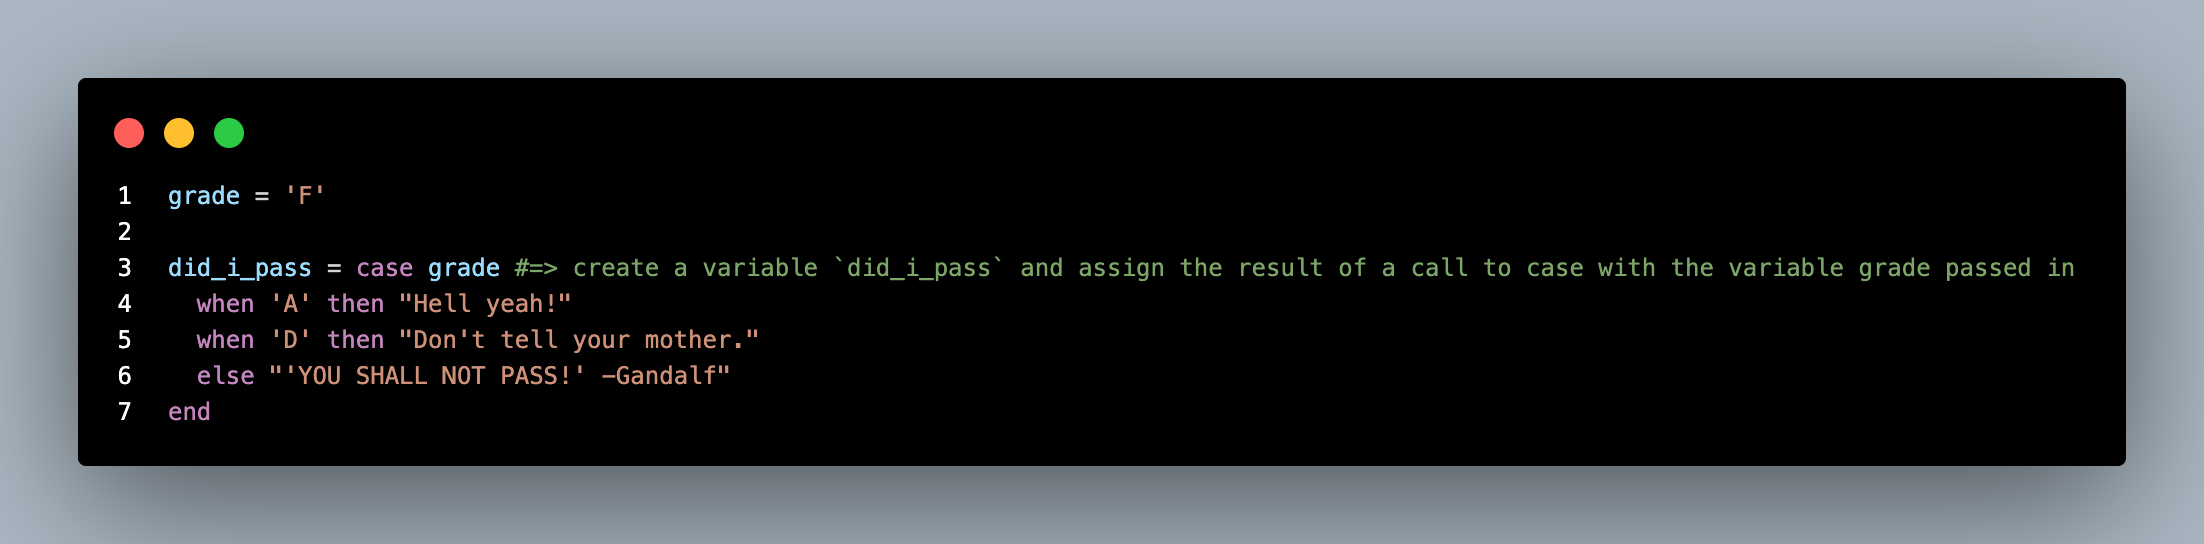 1 grade = 'F'
2
3 did_i_pass = case grade #=> create a variable `did_i_pass` and assign the result of a call to case with the variable grade passed in
4   when 'A' then "Hell yeah!"
5   when 'D' then "Don't tell your mother."
6   else "'YOU SHALL NOT PASS!' -Gandalf"
7 end